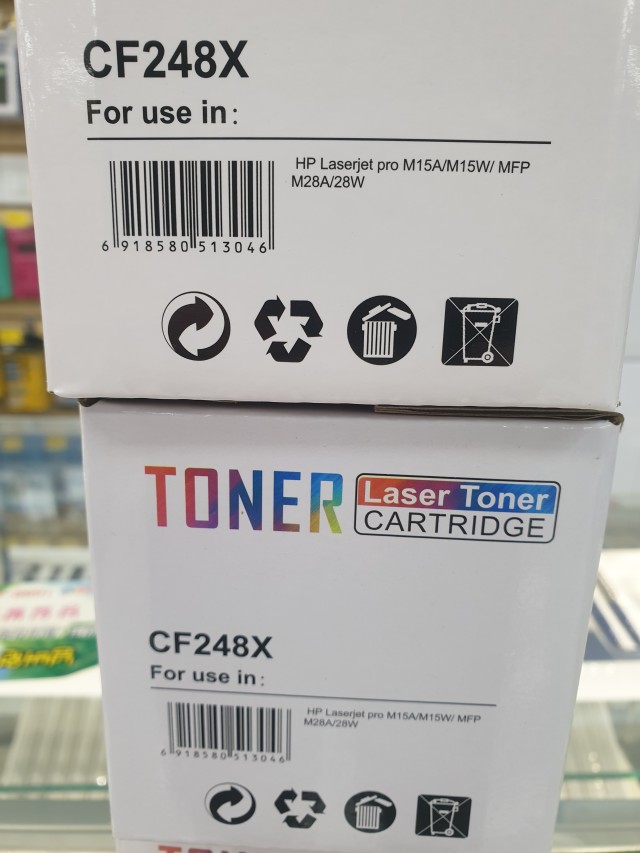 CF248X
For use in:
HP Laserjet pro M15A/M15W/ MFP
M28A/28W
6 918580 513046
TONER
Laser Toner
CARTRIDGE
CF248X
For use in:
HP Laserjet pro M15A/M15W/ MFP
M28A/28W
6 918580 513046